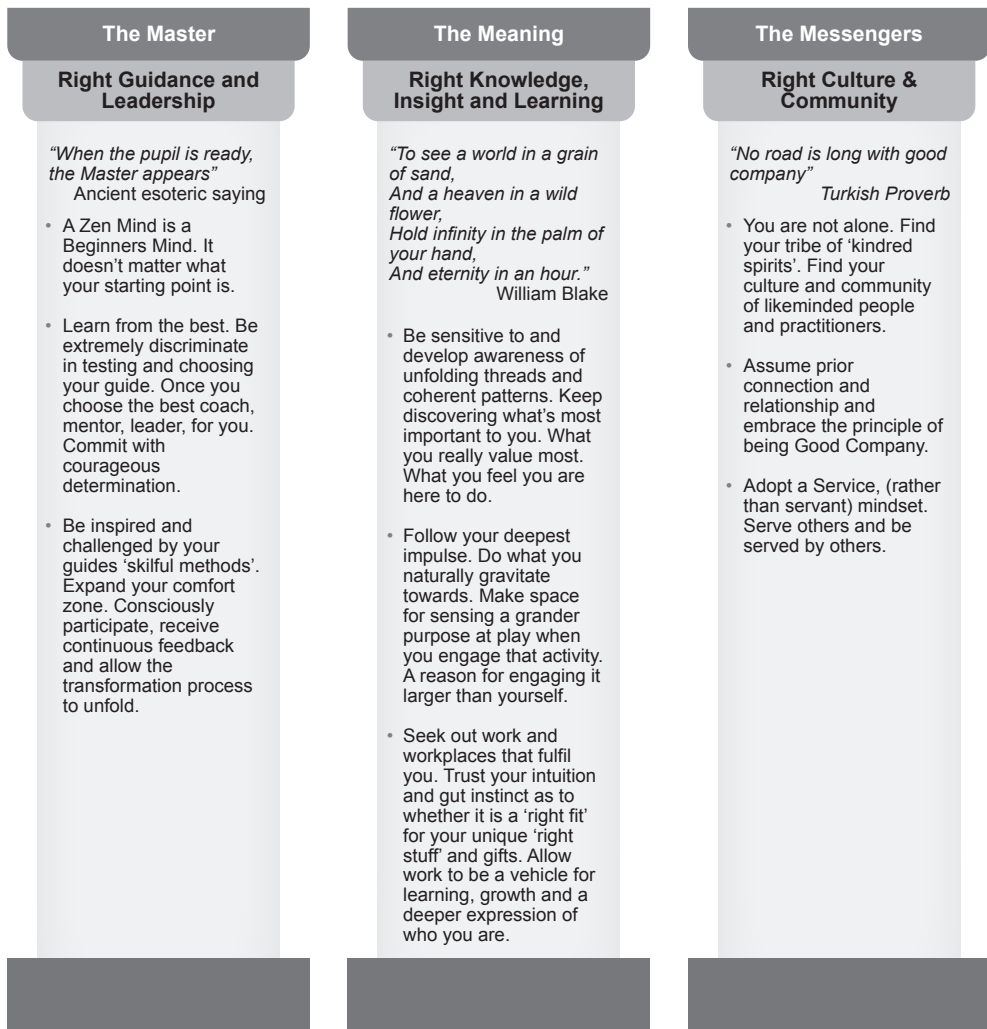 The Master
Right Guidance and
Leadership
“When the pupil is ready,
the Master appears”
Ancient esoteric saying
• A Zen Mind is a
Beginners Mind. It
doesn’t matter what
your starting point is.
• Learn from the best. Be
extremely discriminate
in testing and choosing
your guide. Once you
choose the best coach,
mentor, leader, for you.
Commit with
courageous
determination.
• Be inspired and
challenged by your
guides ‘skilful methods’.
Expand your comfort
zone. Consciously
participate, receive
continuous feedback
and allow the
transformation process
to unfold.
The Meaning
Right Knowledge,
Insight and Learning
“To see a world in a grain
of sand,
And a heaven in a wild
flower,
Hold infinity in the palm of
your hand,
And eternity in an hour.”
William Blake
• Be sensitive to and
develop awareness of
unfolding threads and
coherent patterns. Keep
discovering what’s most
important to you. What
you really value most.
What you feel you are
here to do.
• Follow your deepest
impulse. Do what you
naturally gravitate
towards. Make space
for sensing a grander
purpose at play when
you engage that activity.
A reason for engaging it
larger than yourself.
• Seek out work and
workplaces that fulfil
you. Trust your intuition
and gut instinct as to
whether it is a ‘right fit’
for your unique ‘right
stuff’ and gifts. Allow
work to be a vehicle for
learning, growth and a
deeper expression of
who you are.
The Messengers
Right Culture &
Community
“No road is long with good
company”
Turkish Proverb
• You are not alone. Find
your tribe of ‘kindred
spirits’. Find your
culture and community
of likeminded people
and practitioners.
• Assume prior
connection and
relationship and
embrace the principle of
being Good Company.
• Adopt a Service, (rather
than servant) mindset.
Serve others and be
served by others.